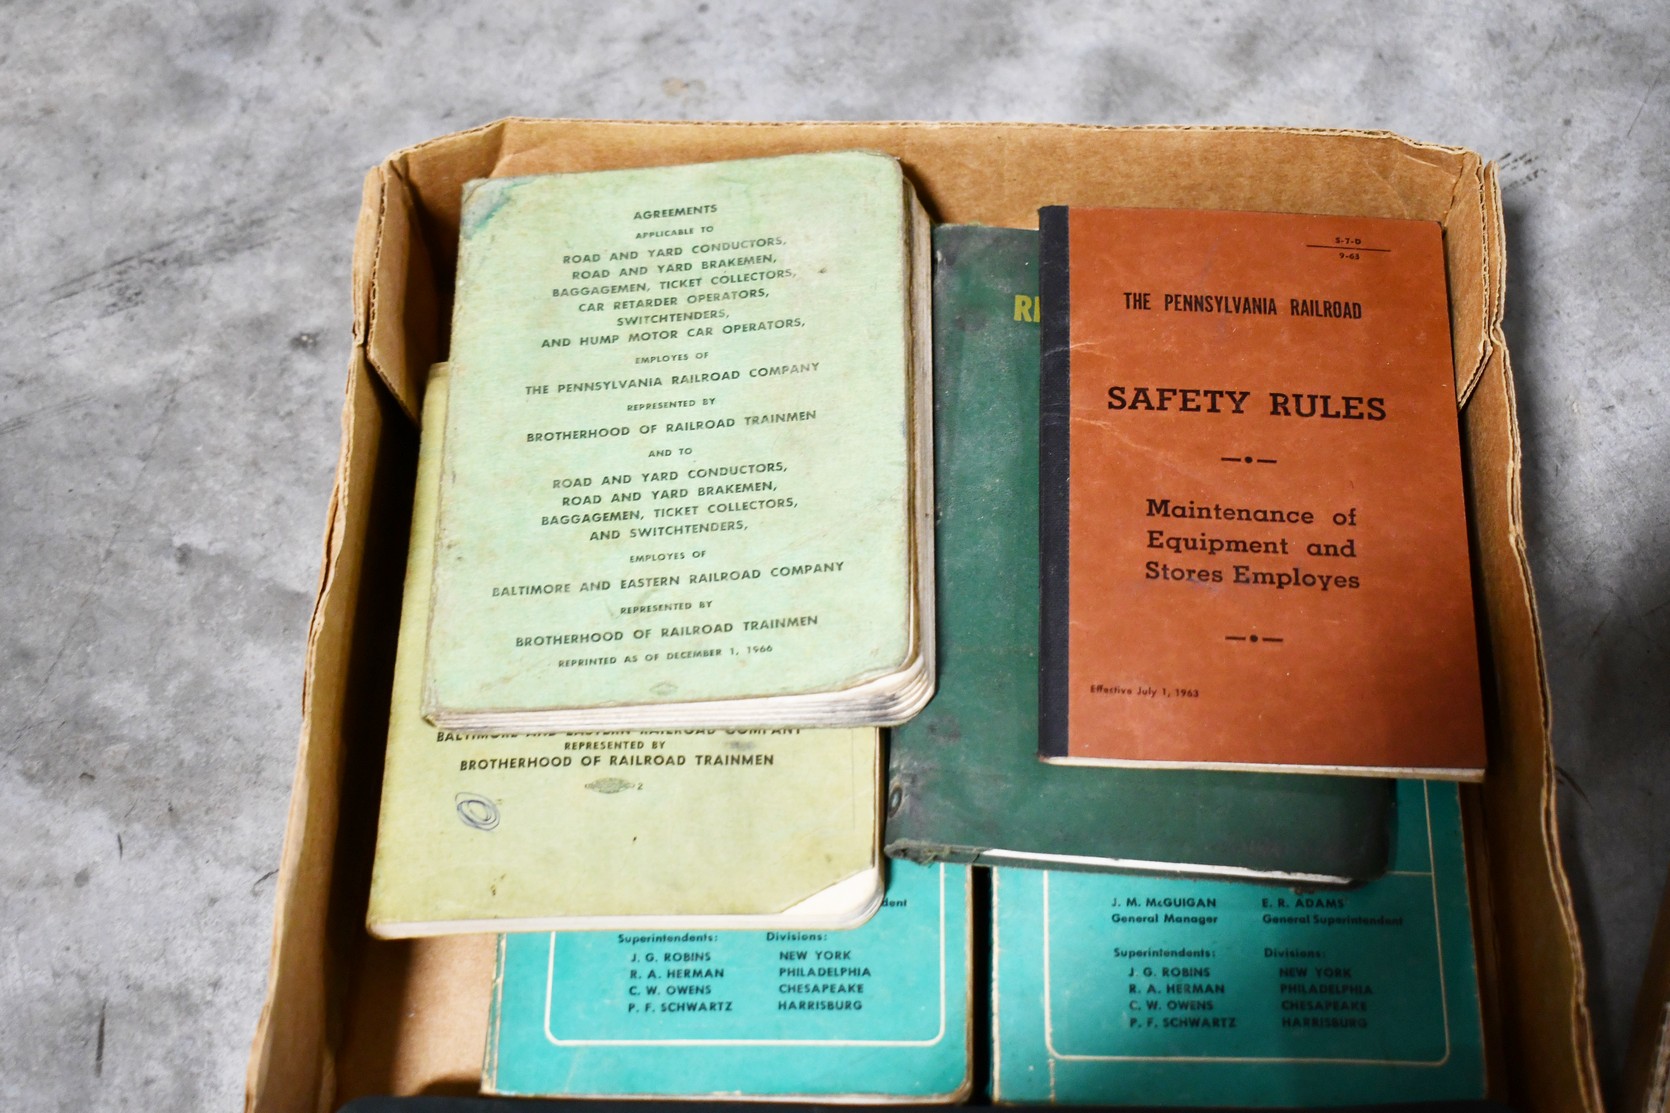 AGREEMENTS
APPLICABLE TO
ROAD AND YARD CONDUCTORS,
ROAD AND YARD BRAKEMEN,
BAGGAGEMEN, TICKET COLLECTORS,
CAR RETARDER OPERATORS,
SWITCHTENDERS,
AND HUMP MOTOR CAR OPERATORS,
EMPLOYES OF
THE PENNSYLVANIA RAILROAD COMPANY
REPRESENTED BY
BROTHERHOOD OF RAILROAD TRAINMEN
AND TO
ROAD AND YARD CONDUCTORS,
ROAD AND YARD BRAKEMEN,
BAGGAGEMEN, TICKET COLLECTORS,
AND SWITCHTENDERS,
EMPLOYES OF
BALTIMORE AND EASTERN RAILROAD COMPANY
REPRESENTED BY
BROTHERHOOD OF RAILROAD TRAINMEN
REPRINTED AS OF DECEMBER 1, 1966
BALTIMORE AND EASTERN RAILROAD COMPANY
REPRESENTED BY
BROTHERHOOD OF RAILROAD TRAINMEN
2
S-7-D
9-63
THE PENNSYLVANIA RAILROAD
SAFETY RULES
Maintenance of
Equipment and
Stores Employes
Effective July 1, 1963
Superintendents: Divisions:
J. G. ROBINS NEW YORK
R. A. HERMAN PHILADELPHIA
C. W. OWENS CHESAPEAKE
P. F. SCHWARTZ HARRISBURG
J. M. McGUIGAN E. R. ADAMS
General Manager General Superintendent
Superintendents: Divisions:
J. G. ROBINS NEW YORK
R. A. HERMAN PHILADELPHIA
C. W. OWENS CHESAPEAKE
P. F. SCHWARTZ HARRISBURG